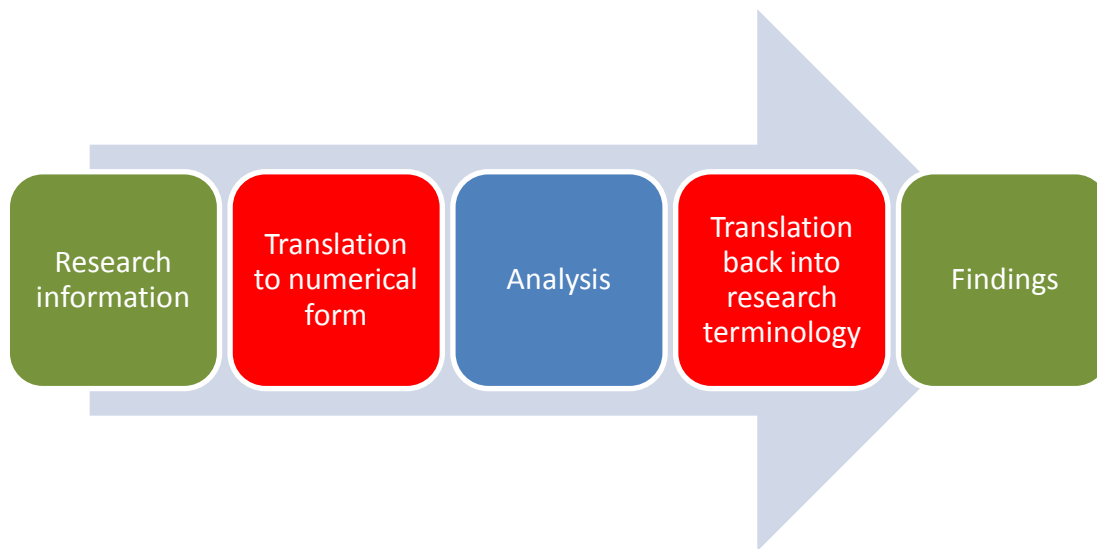 Research
information
Translation
to numerical
form
Analysis
Translation
back into
research
terminology
Findings